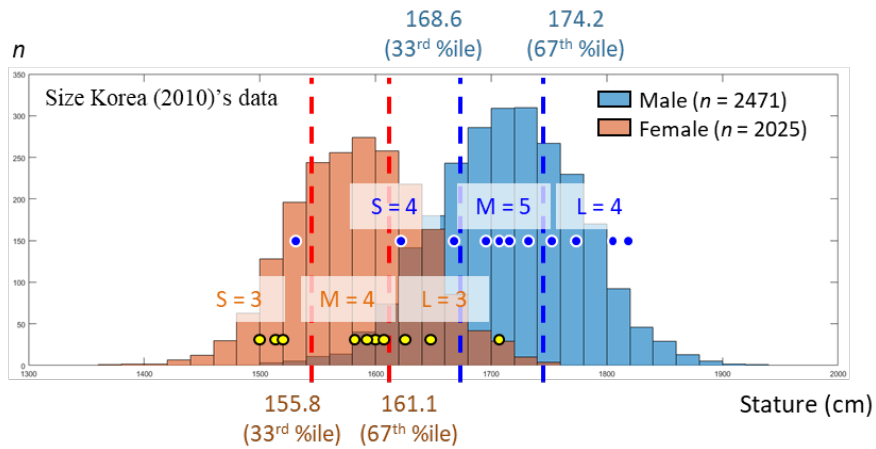 168.6
(33rd %ile)
174.2
(67th %ile)
n
Size Korea (2010)'s data
Male (n = 2471)
Female (n = 2025)
350
300
250
200
150
100
50
0
S = 4
M = 5
L = 4
S = 3
M = 4
L = 3
1300
1400
1500
1600
1700
1800
1900
2000
155.8
(33rd %ile)
161.1
(67th %ile)
Stature (cm)